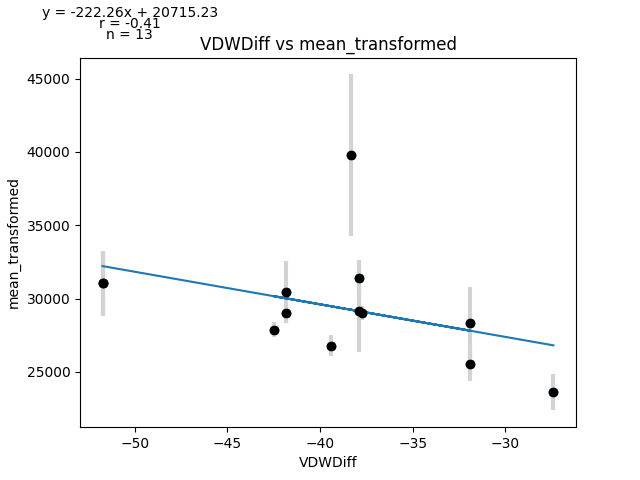 y = -222.26x + 20715.23
r = -0.41
n = 13
VDWDiff vs mean_transformed
45000
40000
35000
30000
25000
mean_transformed
−50
−45
−40
−35
−30
VDWDiff